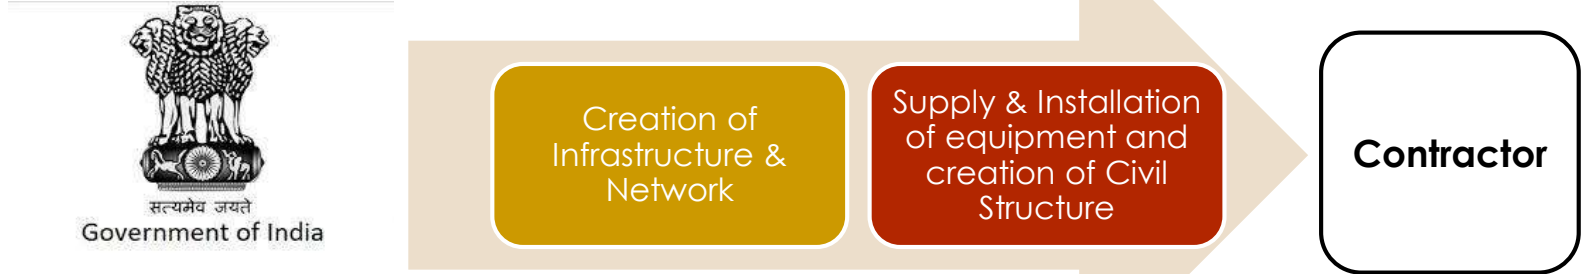 सत्यमेव जयते
Government of India
Creation of
Infrastructure &
Network
Supply & Installation
of equipment and
creation of Civil
Structure
Contractor